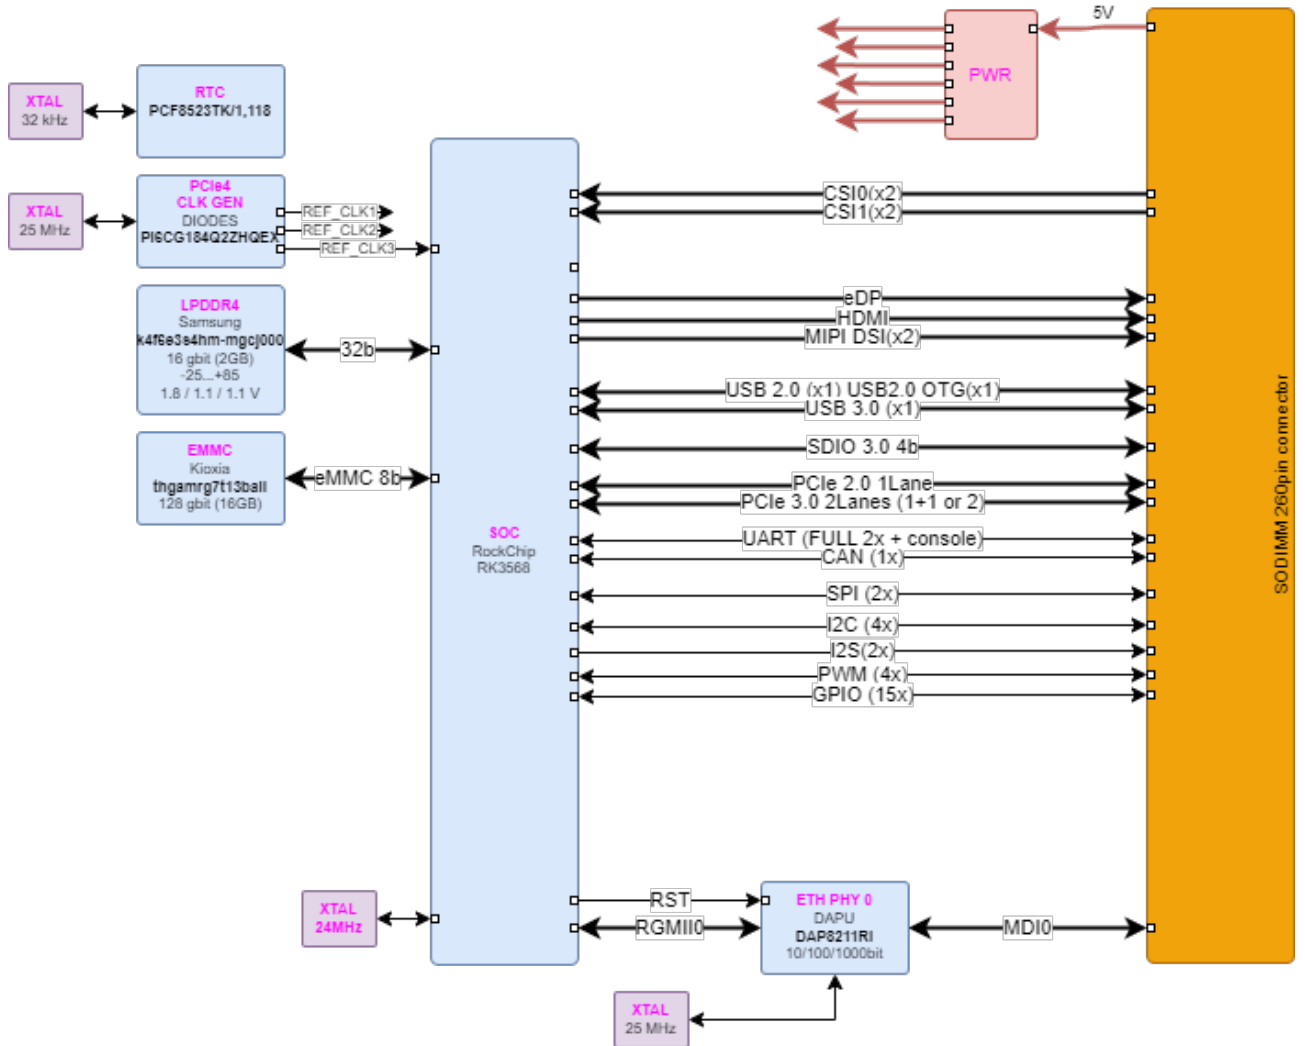 5V
PWR
XTAL
32 kHz
RTC
PCF8523TK/1,118
XTAL
25 MHz
PCIe4
CLK GEN
DIODES
PI6CG184Q2ZHQEX
REF_CLK1
REF_CLK2
REF_CLK3
LPDDR4
Samsung
k4f6e3s4hm-mgcj000
16 gbit (2GB)
-25...+85
1.8 / 1.1 / 1.1 V
32b
EMMC
Kioxia
thgamrg7t13bail
128 gbit (16GB)
eMMC 8b
SOC
RockChip
RK3568
CSI0(x2)
CSI1(x2)
eDP
HDMI
MIPI DSI(x2)
USB 2.0 (x1) USB2.0 OTG(x1)
USB 3.0 (x1)
SDIO 3.0 4b
PCIe 2.0 1Lane
PCIe 3.0 2Lanes (1+1 or 2)
UART (FULL 2x + console)
CAN (1x)
SPI (2x)
I2C (4x)
I2S(2x)
PWM (4x)
GPIO (15x)
SODIMM 260pin connector
XTAL
24MHz
RST
RGMII0
ETH PHY 0
DAPU
DAP8211RI
10/100/1000bit
MDI0
XTAL
25 MHz